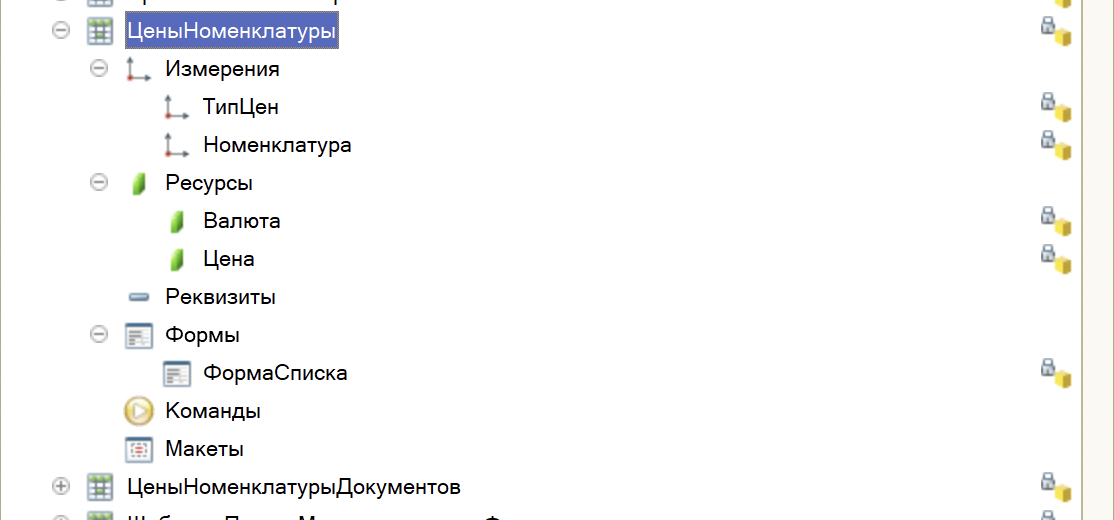 ЦеныНоменклатуры
Измерения
ТипЦен
Номенклатура
Ресурсы
Валюта
Цена
Реквизиты
Формы
ФормаСписка
Команды
Макеты
ЦеныНоменклатурыДокументов